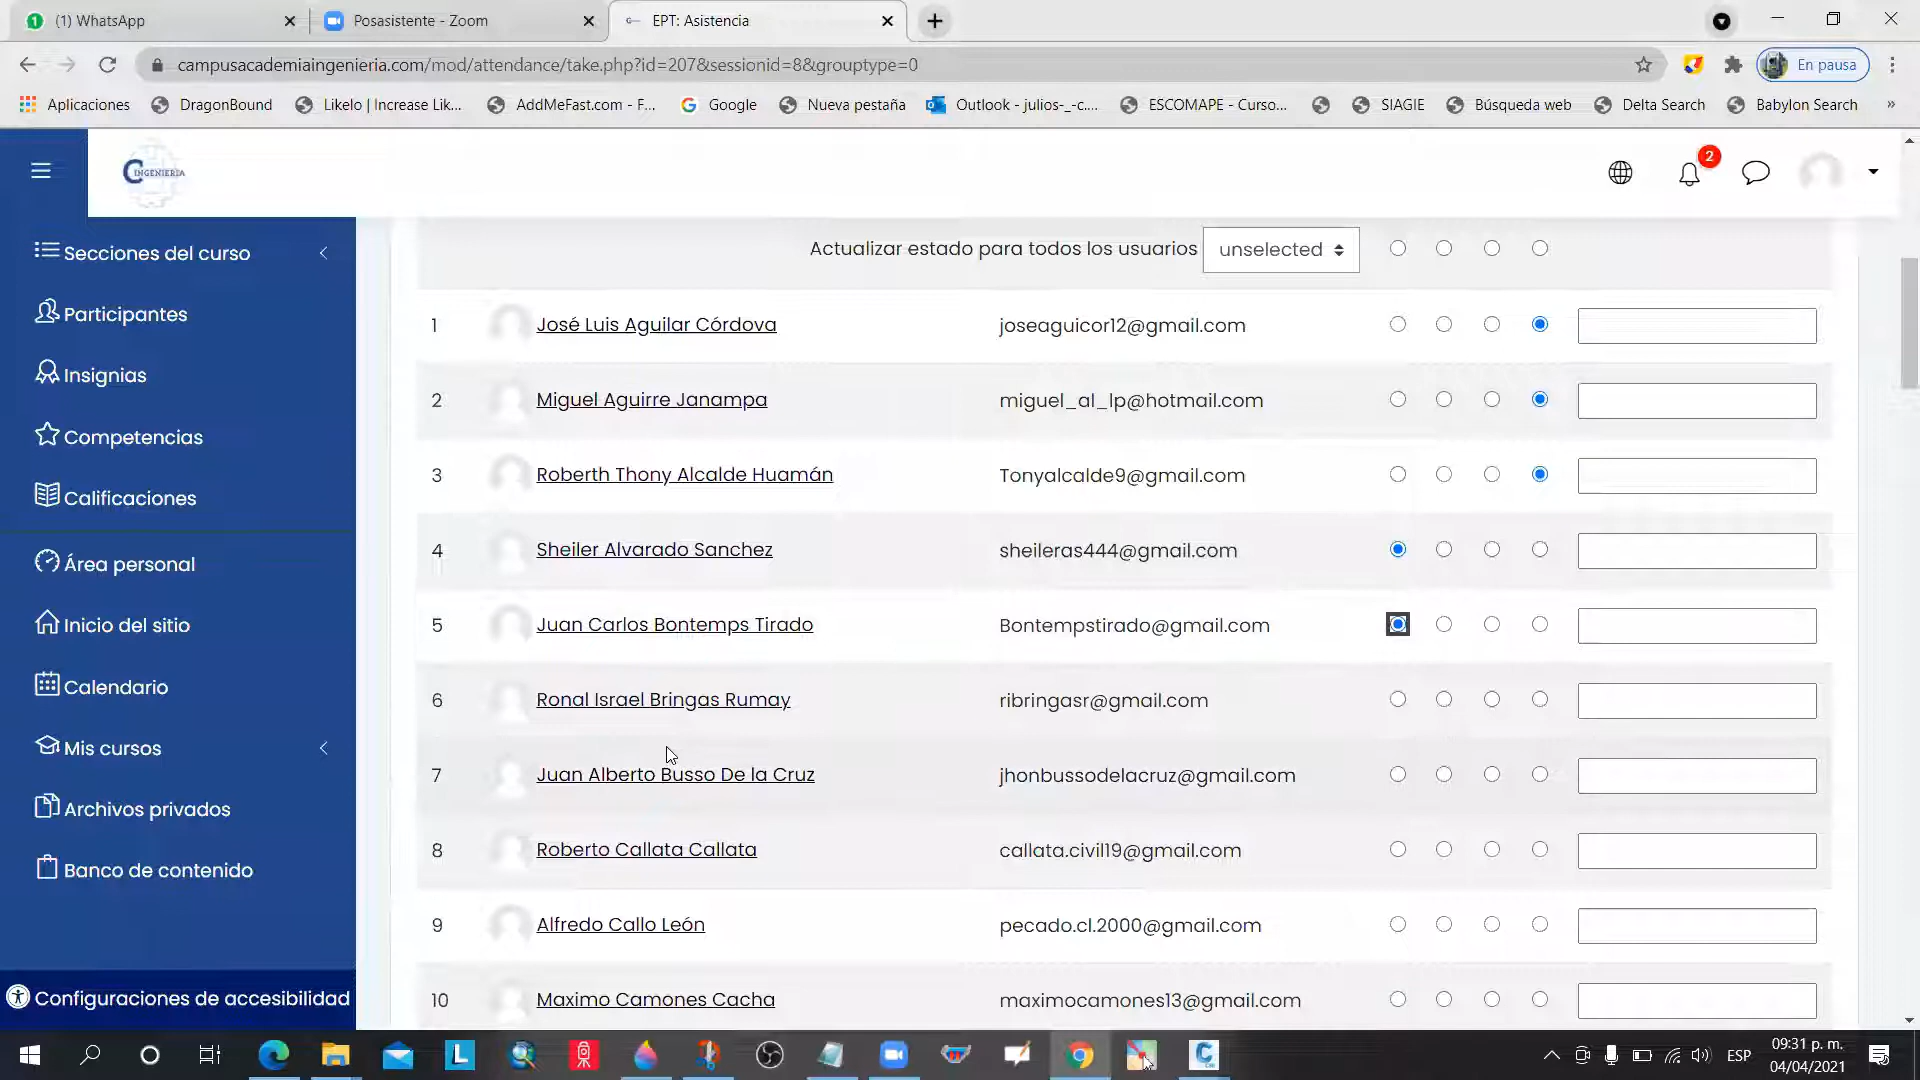 (1) WhatsApp
Posasistente - Zoom
EPT: Asistencia
campusacademiaingenieria.com/mod/attendance/take.php?id=207&sessionid=8&grouptype=0
En pausa
Aplicaciones
DragonBound
Likelo | Increase Lik...
AddMeFast.com - F...
Google
Nueva pestaña
Outlook - julios-_-c....
ESCOMAPE - Curso...
SIAGIE
Búsqueda web
Delta Search
Babylon Search
»
C INGENIERIA
2
Secciones del curso
Participantes
Insignias
Competencias
Calificaciones
Área personal
Inicio del sitio
Calendario
Mis cursos
Archivos privados
Banco de contenido
Configuraciones de accesibilidad
Actualizar estado para todos los usuarios unselected
1 José Luis Aguilar Córdova joseaguicor12@gmail.com
2 Miguel Aguirre Janampa miguel_al_lp@hotmail.com
3 Roberth Thony Alcalde Huamán Tonyalcalde9@gmail.com
4 Sheiler Alvarado Sanchez sheileras444@gmail.com
5 Juan Carlos Bontemps Tirado Bontempstirado@gmail.com
6 Ronal Israel Bringas Rumay ribringasr@gmail.com
7 Juan Alberto Busso De la Cruz jhonbussodelacruz@gmail.com
8 Roberto Callata Callata callata.civil19@gmail.com
9 Alfredo Callo León pecado.cl.2000@gmail.com
10 Maximo Camones Cacha maximocamones13@gmail.com
L
ESP
09:31 p. m.
04/04/2021